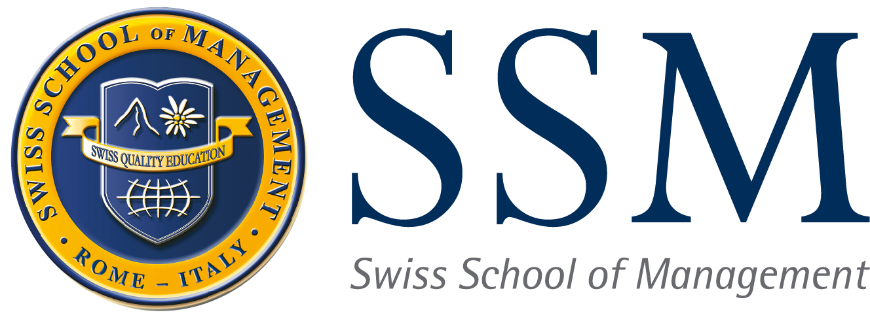 SWISS SCHOOL OF MANAGEMENT
SWISS QUALITY EDUCATION
• ROME – ITALY •
SSM
Swiss School of Management